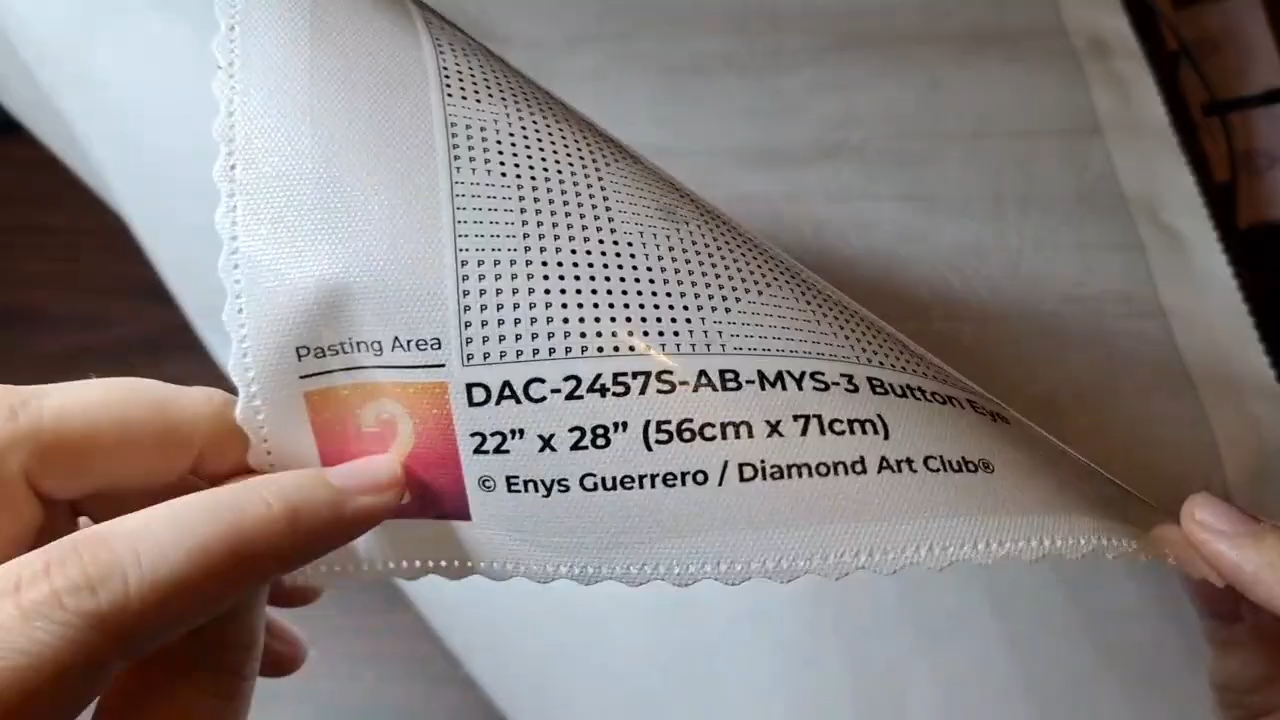 Pasting Area
DAC-2457S-AB-MYS-3 Button Eye
22” x 28” (56cm x 71cm)
© Enys Guerrero / Diamond Art Club®